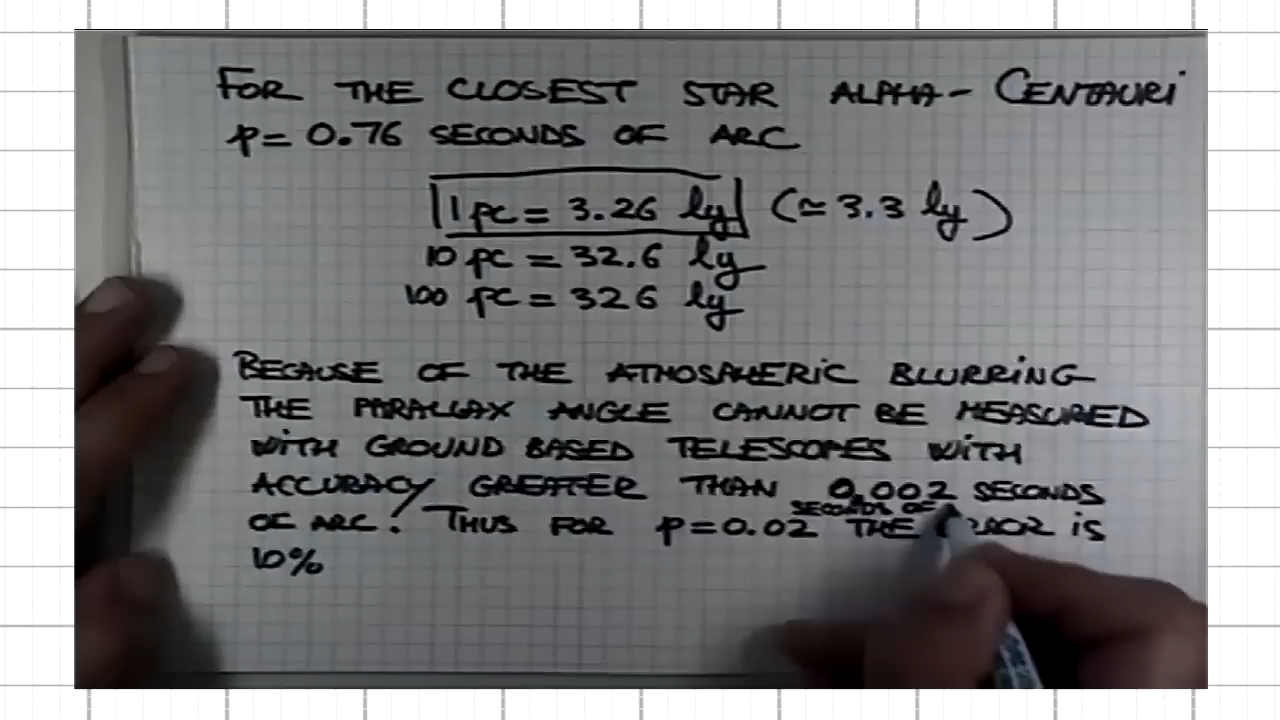 FOR THE CLOSEST STAR ALPHA-CENTAURI
p= 0.76 SECONDS OF ARC
1 pc = 3.26 ly (≃ 3.3 ly)
10 pc = 32.6 ly
100 pc = 326 ly
BECAUSE OF THE ATMOSPHERIC BLURRING
THE PARALLAX ANGLE CANNOT BE MEASURED
WITH GROUND BASED TELESCOPES WITH
ACCURACY GREATER THAN 0.002 SECONDS
SECONDS OF
OF ARC. THUS FOR p=0.02 THE IS
10%